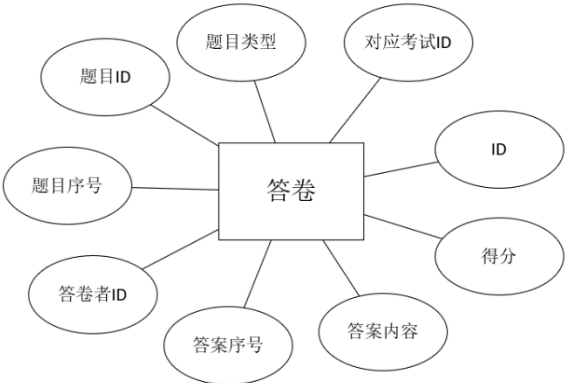 题目类型
对应考试ID
题目ID
ID
题目序号
答卷
得分
答卷者ID
答案序号
答案内容